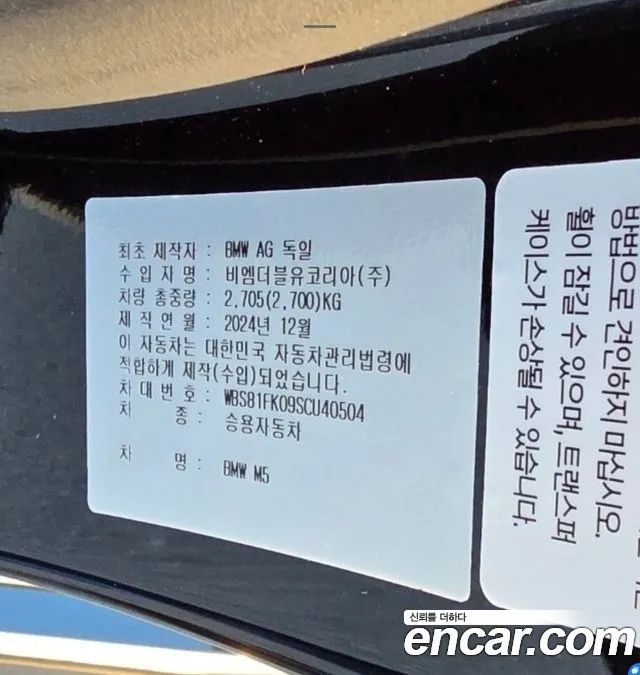 최초 제작자 : BMW AG 독일
수 입 자 명 : 비엠더블유코리아(주)
차량 총중량 : 2,705(2,700)KG
제 작 연 월 : 2024년 12월
이 자동차는 대한민국 자동차관리법령에
적합하게 제작(수입)되었습니다.
차 대 번 호 : WBS81FK09SCU40504
차 종 : 승용자동차
차 명 : BMW M5
방법으로 견인하지 마십시오.
휠이 잠길 수 있으며, 트랜스퍼
케이스가 손상될 수 있습니다.
신뢰를 더하다
encar.com